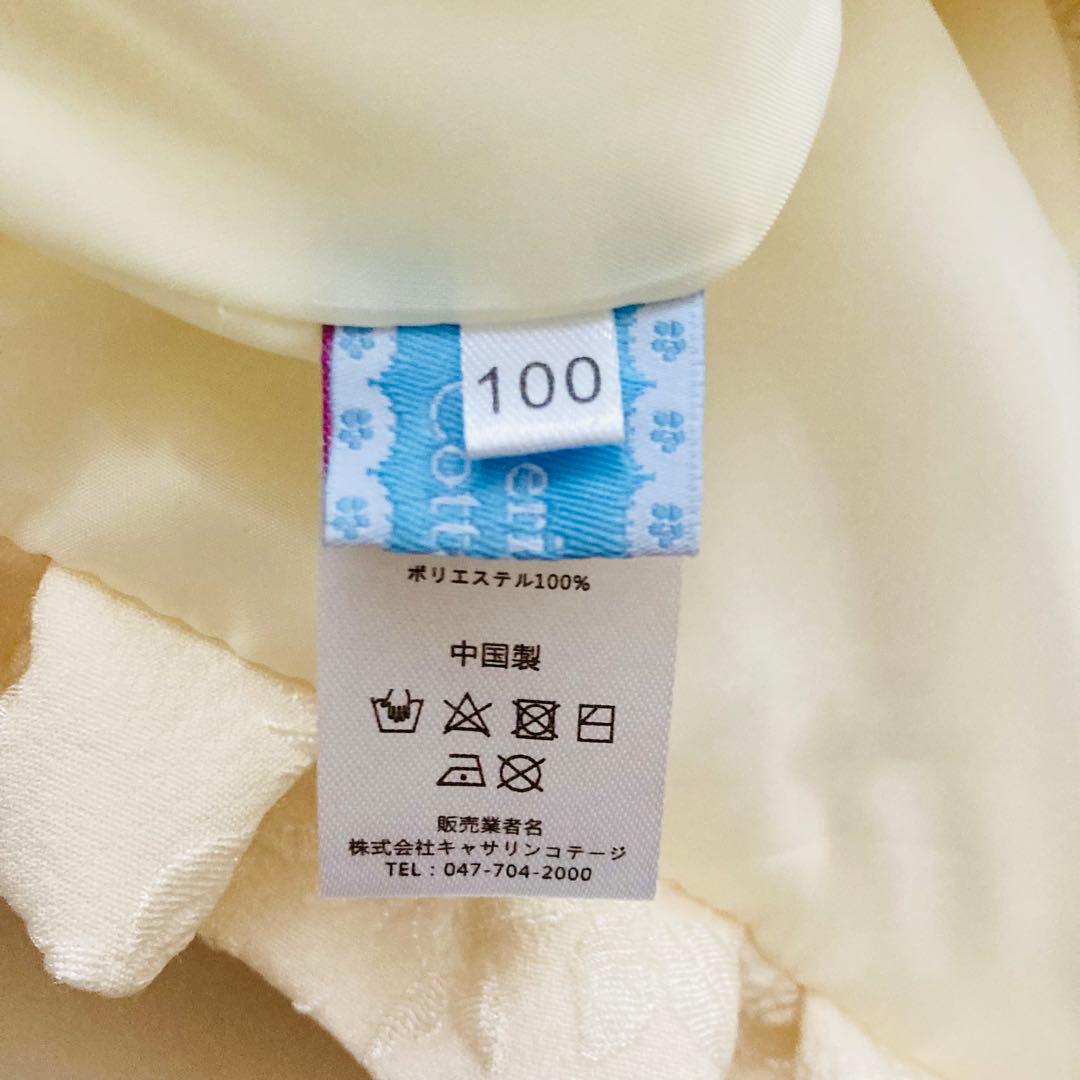 100
ポリエステル100%
中国製
販売業者名
株式会社キャサリンコテージ
TEL : 047-704-2000